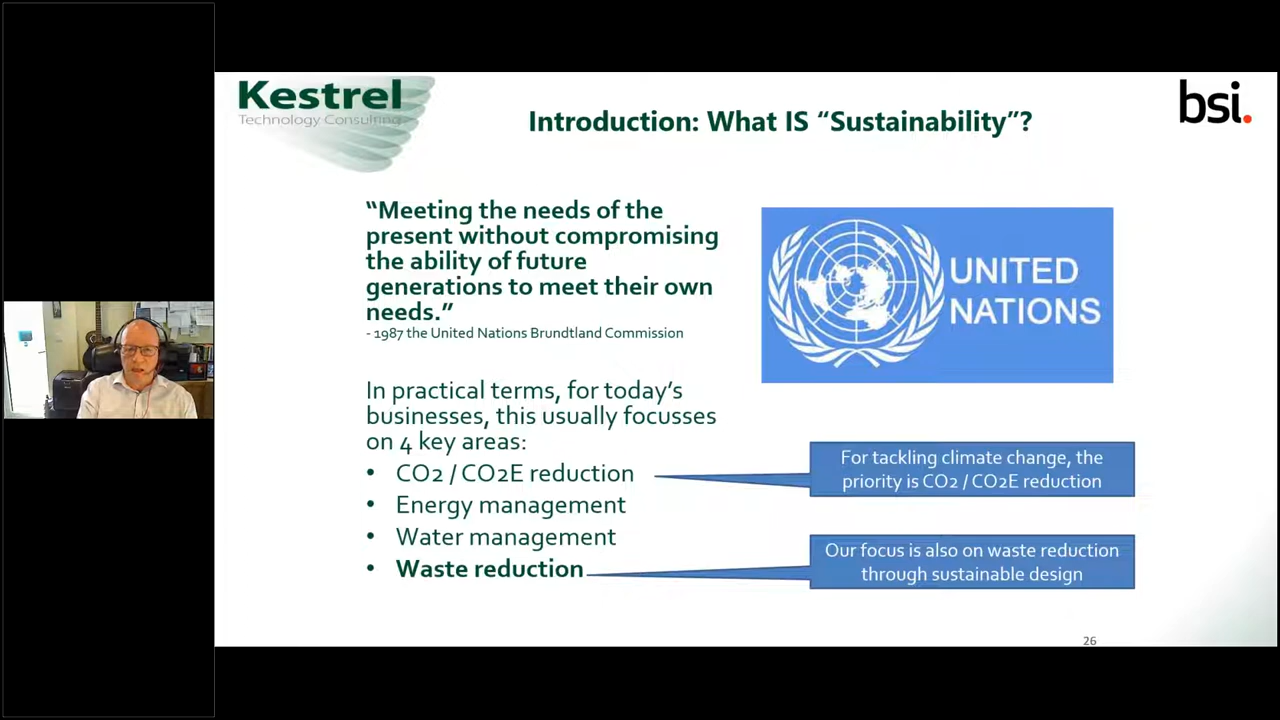 Kestrel
Technology Consulting
Introduction: What IS “Sustainability”?
bsi.
“Meeting the needs of the
present without compromising
the ability of future
generations to meet their own
needs.”
- 1987 the United Nations Brundtland Commission
UNITED
NATIONS
In practical terms, for today’s
businesses, this usually focusses
on 4 key areas:
• CO2 / CO2E reduction
• Energy management
• Water management
• Waste reduction
For tackling climate change, the
priority is CO2 / CO2E reduction
Our focus is also on waste reduction
through sustainable design
26